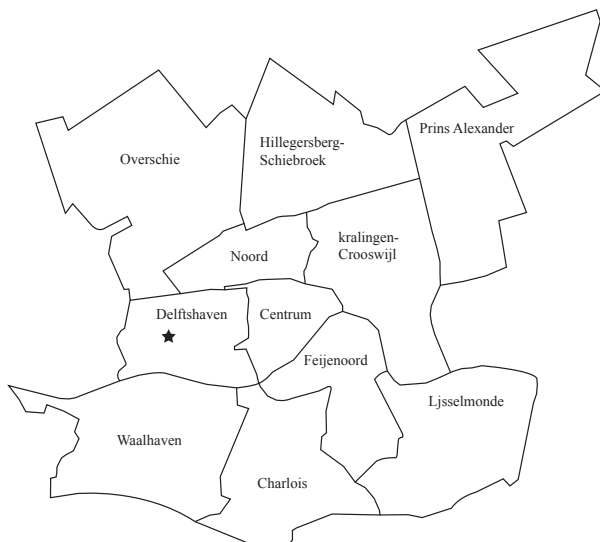 Prins Alexander
Hillegersberg-
Schiebroek
Overschie
kralingen-
Crooswijl
Noord
Delftshaven
Centrum
Feijenoord
Ljsselmonde
Waalhaven
Charlois